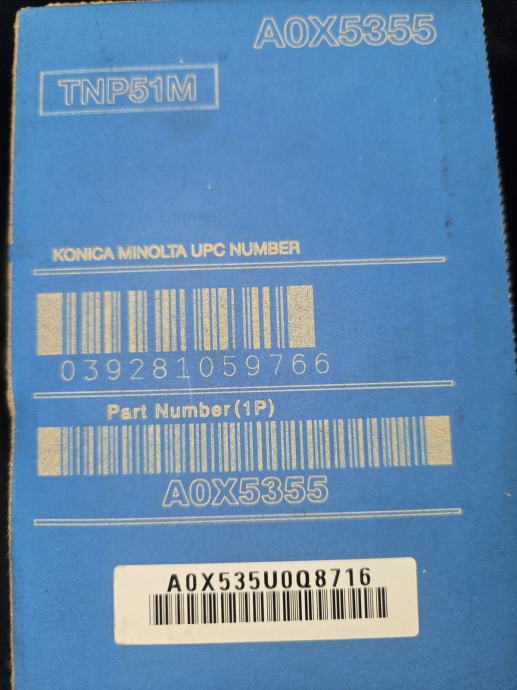 A0X5355
TNP51M
KONICA MINOLTA UPC NUMBER
039281059766
Part Number(1P)
A0X5355
A0X535U0Q8716